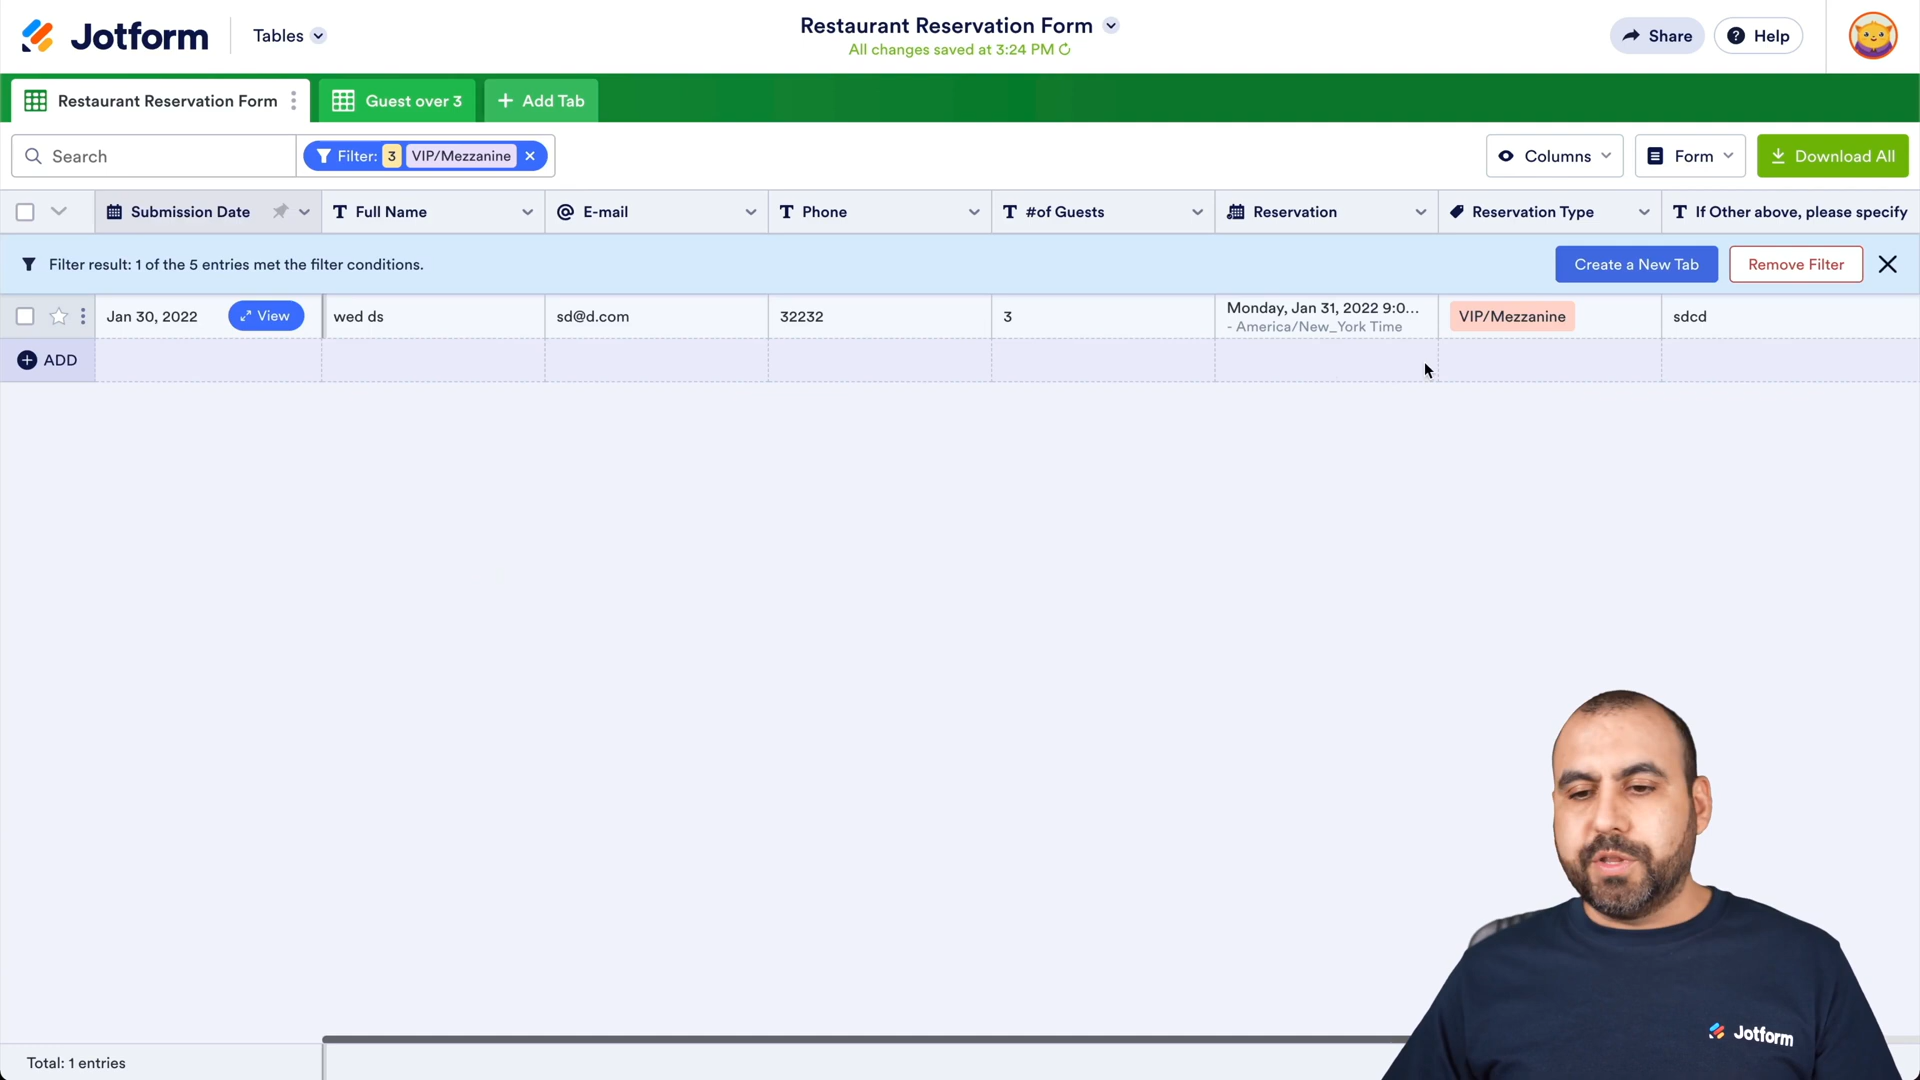 Jotform
Tables
Restaurant Reservation Form
All changes saved at 3:24 PM
Share
Help
Restaurant Reservation Form
Guest over 3
Add Tab
Search
Filter: 3 VIP/Mezzanine
Columns
Form
Download All
Submission Date
Full Name
E-mail
Phone
#of Guests
Reservation
Reservation Type
If Other above, please specify
Filter result: 1 of the 5 entries met the filter conditions.
Create a New Tab
Remove Filter
Jan 30, 2022
View
wed ds
sd@d.com
32232
3
Monday, Jan 31, 2022 9:0...
- America/New_York Time
VIP/Mezzanine
sdcd
ADD
Jotform
Total: 1 entries